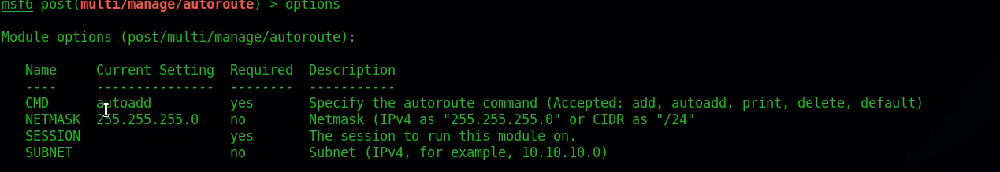 msf6 post(multi/manage/autoroute) > options
Module options (post/multi/manage/autoroute):
Name Current Setting Required Description
---- --------------- -------- -----------
CMD autoadd yes Specify the autoroute command (Accepted: add, autoadd, print, delete, default)
NETMASK 255.255.255.0 no Netmask (IPv4 as "255.255.255.0" or CIDR as "/24"
SESSION yes The session to run this module on.
SUBNET no Subnet (IPv4, for example, 10.10.10.0)